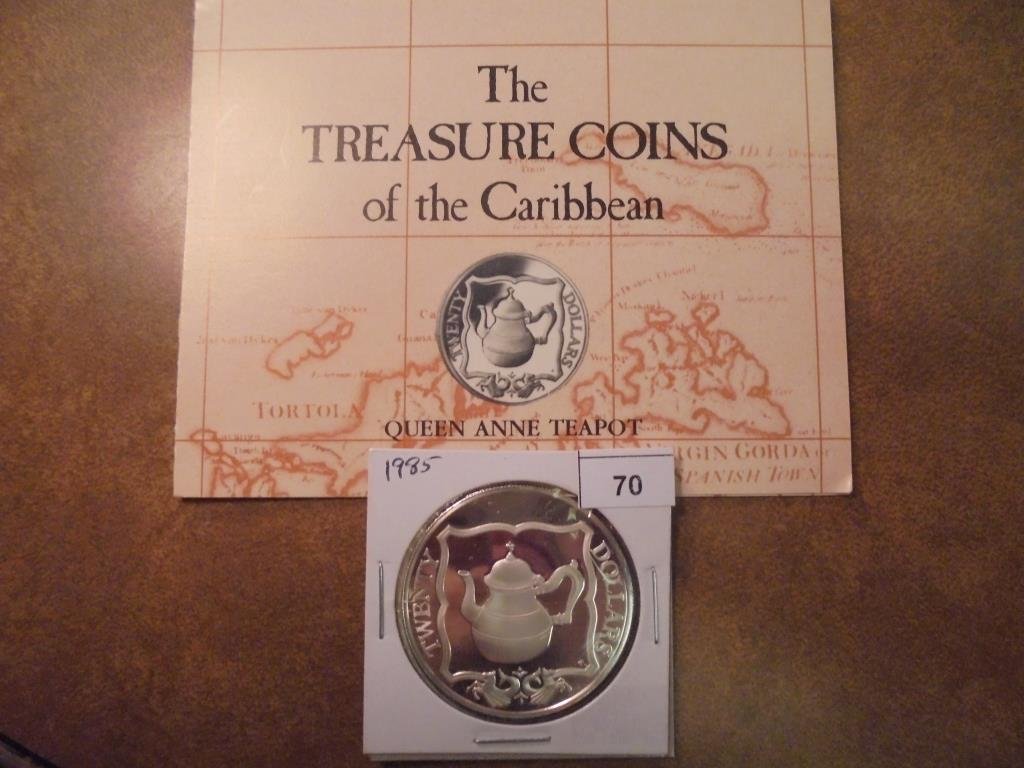 The
TREASURE COINS
of the Caribbean
TWENTY DOLLARS
TORTOLA
QUEEN ANNE TEAPOT
VIRGIN GORDA or
SPANISH TOWN
1985
70
TWENTY DOLLARS